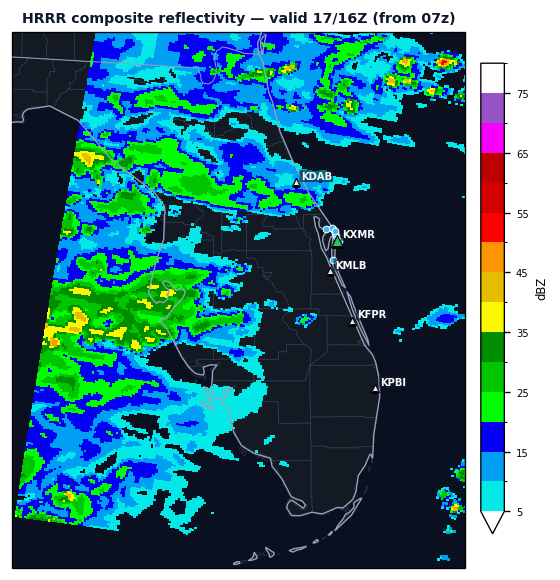 HRRR composite reflectivity — valid 17/16Z (from 07z)
KDAB
KXMR
KMLB
KFPR
KPBI
75
65
55
45
35
25
15
5
dBZ